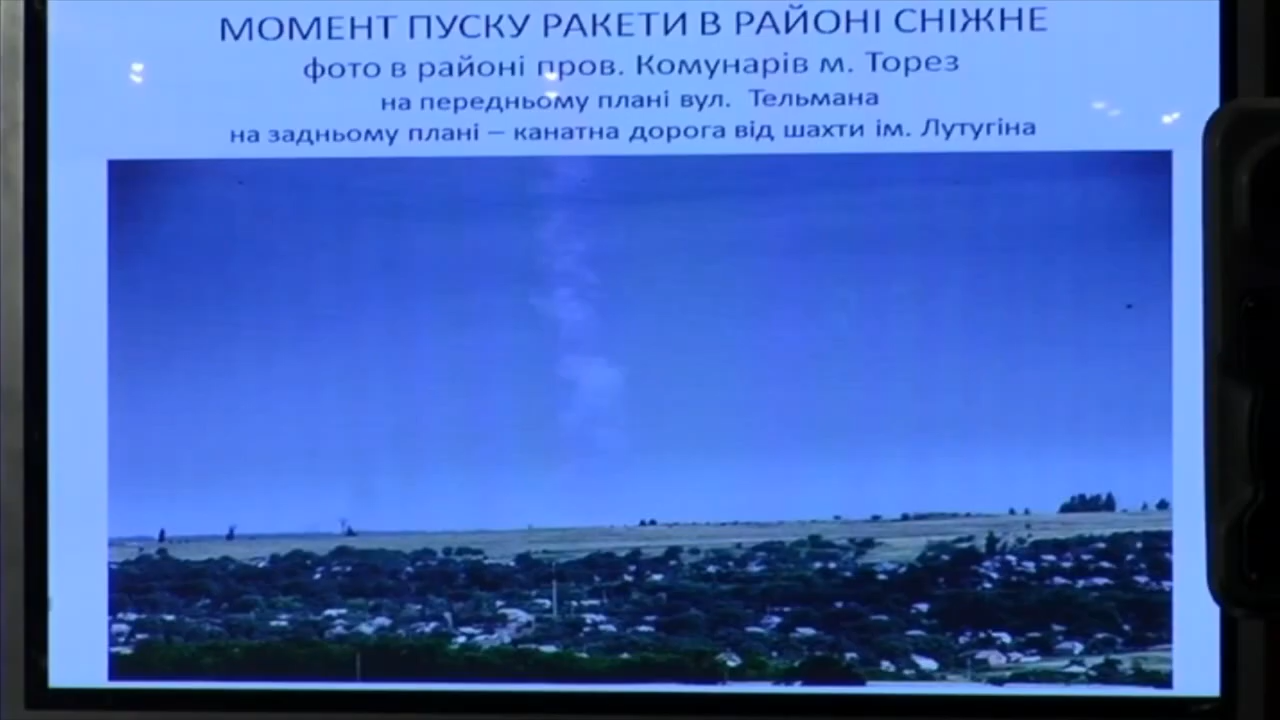 МОМЕНТ ПУСКУ РАКЕТИ В РАЙОНІ СНІЖНЕ
фото в районі пров. Комунарів м. Торез
на передньому плані вул. Тельмана
на задньому плані – канатна дорога від шахти ім. Лутугіна